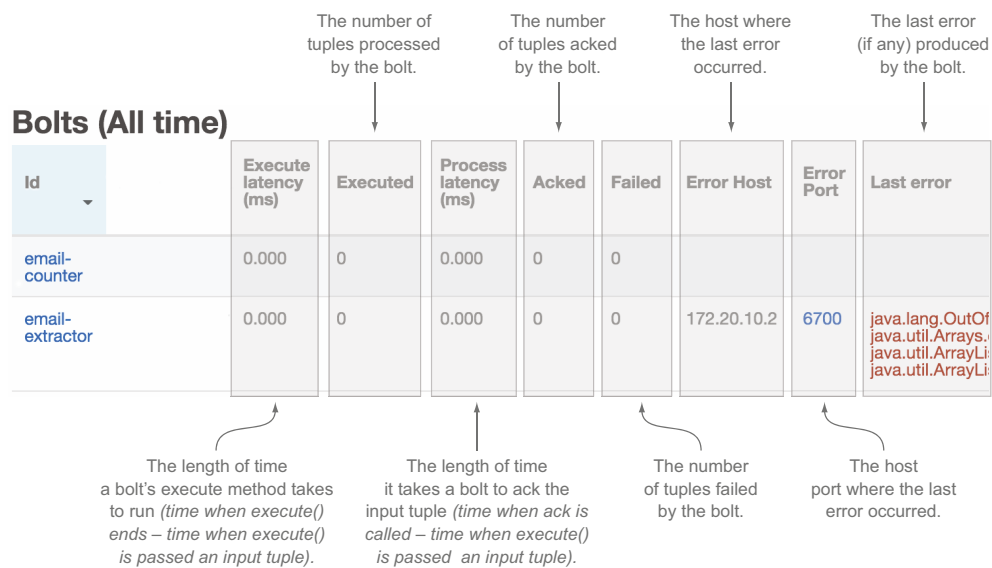 The number of
tuples processed
by the bolt.
The number
of tuples acked
by the bolt.
The host where
the last error
occurred.
The last error
(if any) produced
by the bolt.
Bolts (All time)
Id
Execute
latency
(ms)
Executed
Process
latency
(ms)
Acked
Failed
Error Host
Error
Port
Last error
email-
counter
0.000
0
0.000
0
0
email-
extractor
0.000
0
0.000
0
0
172.20.10.2
6700
java.lang.OutOf
java.util.Arrays.
java.util.ArrayLi
java.util.ArrayLi
The length of time
a bolt’s execute method takes
to run (time when execute()
ends – time when execute()
is passed an input tuple).
The length of time
it takes a bolt to ack the
input tuple (time when ack is
called – time when execute()
is passed an input tuple).
The number
of tuples failed
by the bolt.
The host
port where the last
error occurred.